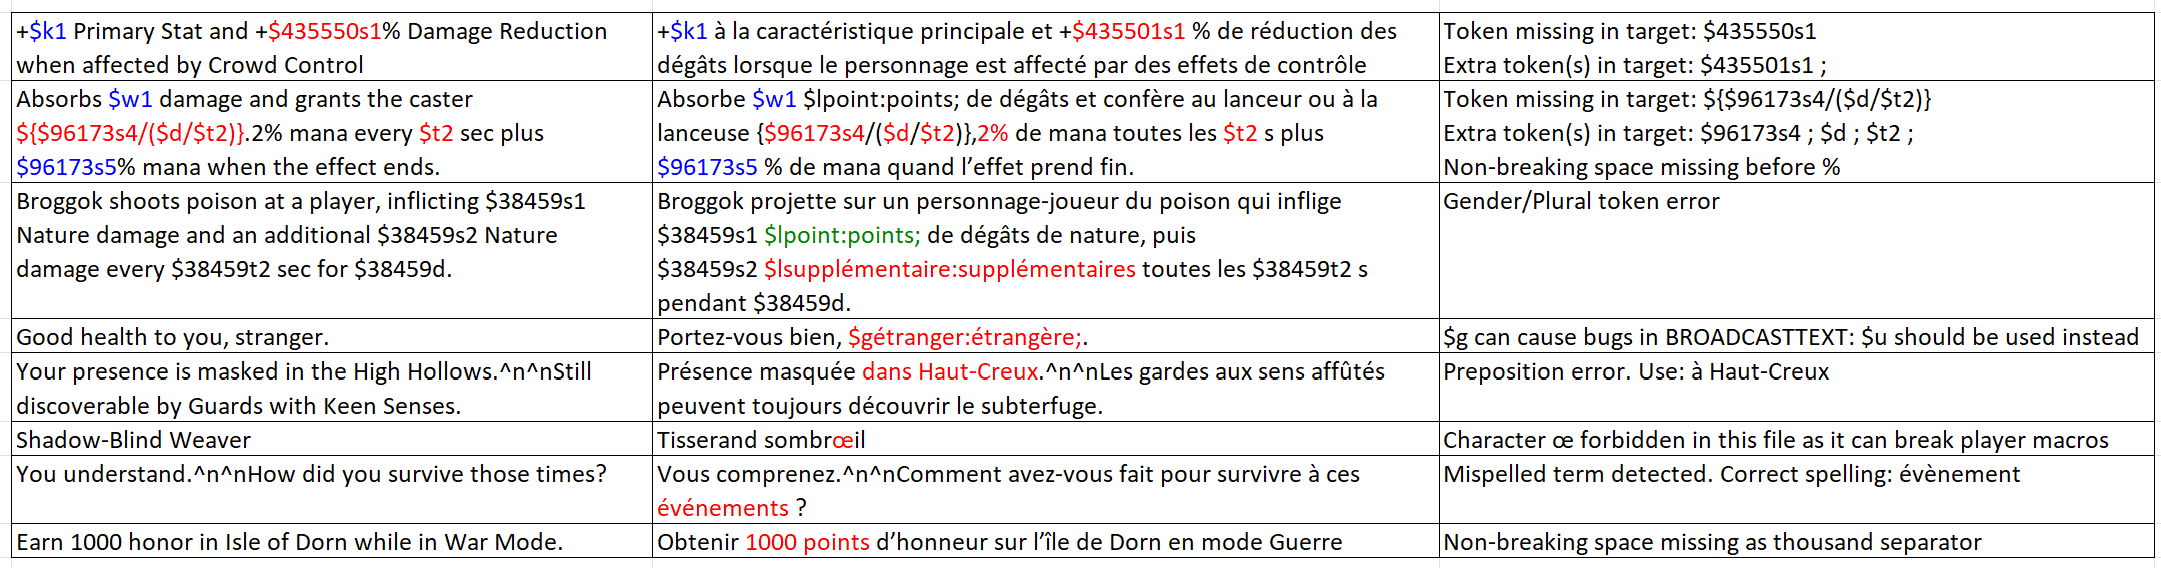 +$k1 Primary Stat and +$435550s1% Damage Reduction
when affected by Crowd Control
+$k1 à la caractéristique principale et +$435501s1 % de réduction des
dégâts lorsque le personnage est affecté par des effets de contrôle
Token missing in target: $435550s1
Extra token(s) in target: $435501s1 ;
Absorbs $w1 damage and grants the caster
${$96173s4/($d/$t2)}.2% mana every $t2 sec plus
$96173s5% mana when the effect ends.
Absorbe $w1 $lpoint:points; de dégâts et confère au lanceur ou à la
lanceuse {$96173s4/($d/$t2)},2% de mana toutes les $t2 s plus
$96173s5 % de mana quand l’effet prend fin.
Token missing in target: ${$96173s4/($d/$t2)}
Extra token(s) in target: $96173s4 ; $d ; $t2 ;
Non-breaking space missing before %
Broggok shoots poison at a player, inflicting $38459s1
Nature damage and an additional $38459s2 Nature
damage every $38459t2 sec for $38459d.
Broggok projette sur un personnage-joueur du poison qui inflige
$38459s1 $lpoint:points; de dégâts de nature, puis
$38459s2 $lsupplémentaire:supplémentaires toutes les $38459t2 s
pendant $38459d.
Gender/Plural token error
Good health to you, stranger.
Portez-vous bien, $gétranger:étrangère;.
$g can cause bugs in BROADCASTTEXT: $u should be used instead
Your presence is masked in the High Hollows.^n^nStill
discoverable by Guards with Keen Senses.
Présence masquée dans Haut-Creux.^n^nLes gardes aux sens affûtés
peuvent toujours découvrir le subterfuge.
Preposition error. Use: à Haut-Creux
Shadow-Blind Weaver
Tisserand sombrœil
Character œ forbidden in this file as it can break player macros
You understand.^n^nHow did you survive those times?
Vous comprenez.^n^nComment avez-vous fait pour survivre à ces
événements ?
Mispelled term detected. Correct spelling: évènement
Earn 1000 honor in Isle of Dorn while in War Mode.
Obtenir 1000 points d’honneur sur l’île de Dorn en mode Guerre
Non-breaking space missing as thousand separator